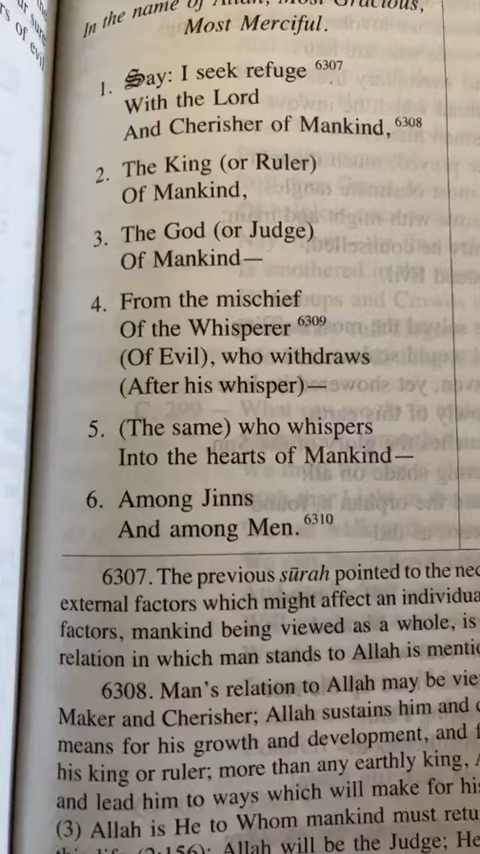 In the name of Allah, Most Gracious,
Most Merciful.
1. Say: I seek refuge 6307
With the Lord
And Cherisher of Mankind, 6308
2. The King (or Ruler)
Of Mankind,
3. The God (or Judge)
Of Mankind—
4. From the mischief
Of the Whisperer 6309
(Of Evil), who withdraws
(After his whisper)—
5. (The same) who whispers
Into the hearts of Mankind—
6. Among Jinns
And among Men. 6310
6307. The previous sūrah pointed to the
external factors which might affect an
factors, mankind being viewed as a whole, is
relation in which man stands to Allah is
6308. Man's relation to Allah may be
Maker and Cherisher; Allah sustains him and
means for his growth and development, and
his king or ruler; more than any earthly king,
and lead him to ways which will make for
(3) Allah is He to Whom mankind must
(2:156); Allah will be the Judge;